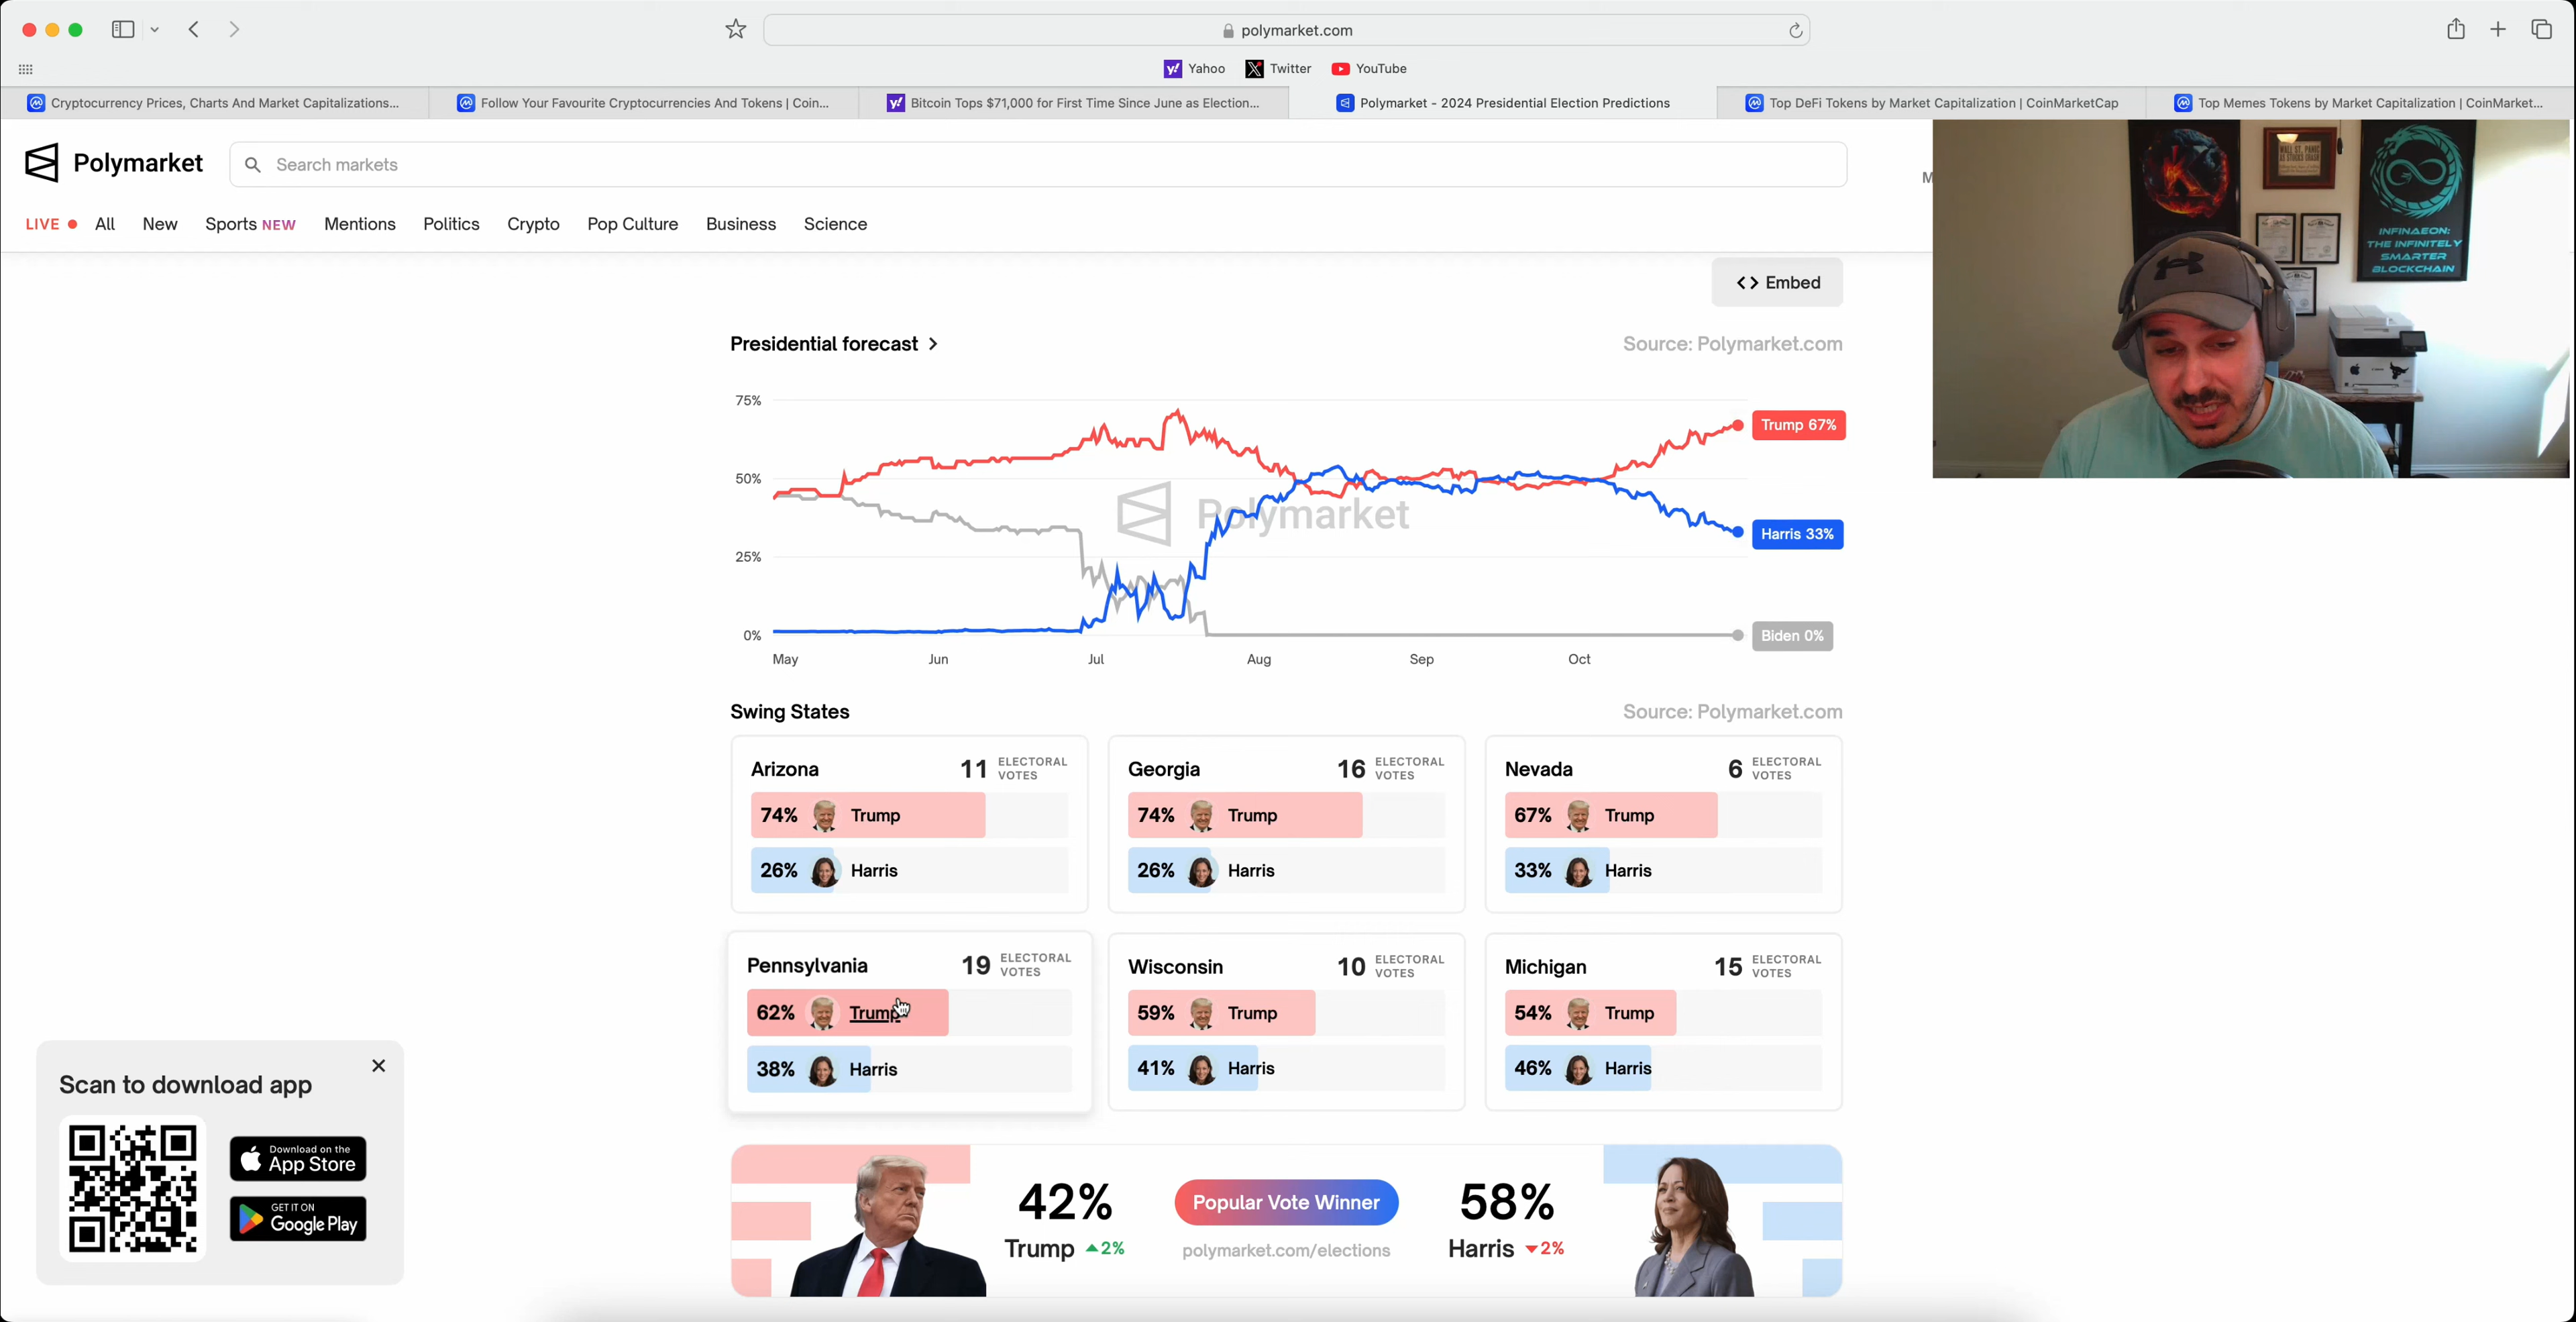 polymarket.com
Yahoo
Twitter
YouTube
Cryptocurrency Prices, Charts And Market Capitalizations...
Follow Your Favourite Cryptocurrencies And Tokens | Coin...
Bitcoin Tops $71,000 for First Time Since June as Election...
Polymarket - 2024 Presidential Election Predictions
Top DeFi Tokens by Market Capitalization | CoinMarketCap
Top Memes Tokens by Market Capitalization | CoinMarket...
Polymarket
Search markets
M
LIVE
All
New
Sports NEW
Mentions
Politics
Crypto
Pop Culture
Business
Science
WALL ST. PANIC
AS STOCKS CRASH
INFINAEON:
THE INFINITELY
SMARTER
BLOCKCHAIN
<> Embed
Presidential forecast >
Source: Polymarket.com
75%
50%
25%
0%
Polymarket
Trump 67%
Harris 33%
Biden 0%
May
Jun
Jul
Aug
Sep
Oct
Swing States
Source: Polymarket.com
Arizona
11 ELECTORAL
VOTES
74% Trump
26% Harris
Georgia
16 ELECTORAL
VOTES
74% Trump
26% Harris
Nevada
6 ELECTORAL
VOTES
67% Trump
33% Harris
Pennsylvania
19 ELECTORAL
VOTES
62% Trump
38% Harris
Wisconsin
10 ELECTORAL
VOTES
59% Trump
41% Harris
Michigan
15 ELECTORAL
VOTES
54% Trump
46% Harris
Scan to download app
Download on the
App Store
GET IT ON
Google Play
42%
Trump ▲2%
Popular Vote Winner
polymarket.com/elections
58%
Harris ▼2%